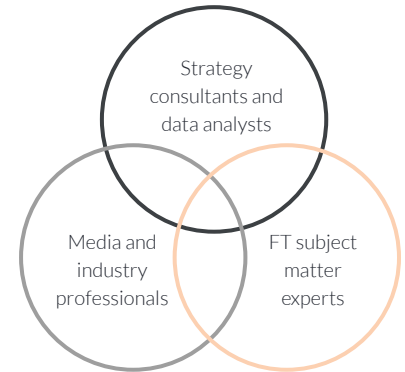 Strategy
consultants and
data analysts
Media and
industry
professionals
FT subject
matter
experts